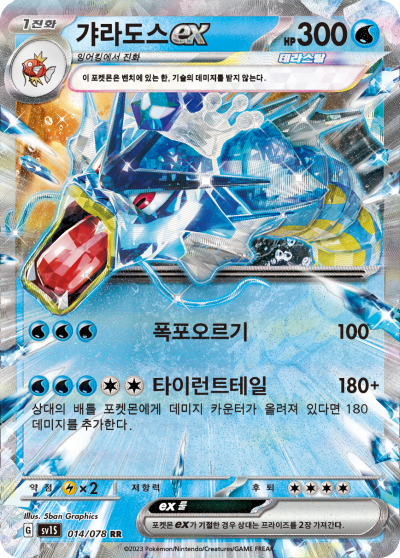 1진화
갸라도스ex
HP300
잉어킹에서 진화
테라스탈
이 포켓몬은 벤치에 있는 한, 기술의 데미지를 받지 않는다.
폭포오르기 100
타이런트테일 180+
상대의 배틀 포켓몬에게 데미지 카운터가 올려져 있다면 180
데미지를 추가한다.
약점 ×2 저항력 후퇴
Illus. 5ban Graphics
G sv1S 014/078 RR
ex 룰
포켓몬 ex가 기절한 경우 상대는 프라이즈를 2장 가져간다.
©2023 Pokémon/Nintendo/Creatures/GAME FREAK